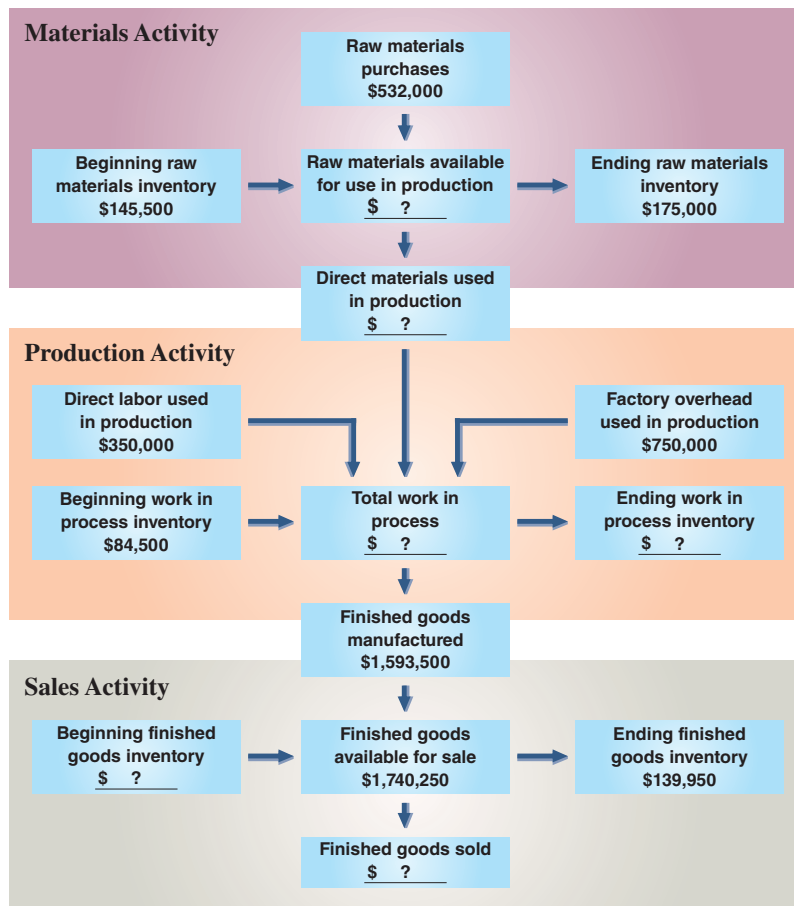 Materials Activity
Raw materials
purchases
$532,000
Beginning raw
materials inventory
$145,500
Raw materials available
for use in production
$ ?
Ending raw materials
inventory
$175,000
Direct materials used
in production
$ ?
Production Activity
Direct labor used
in production
$350,000
Factory overhead
used in production
$750,000
Beginning work in
process inventory
$84,500
Total work in
process
$ ?
Ending work in
process inventory
$ ?
Finished goods
manufactured
$1,593,500
Sales Activity
Beginning finished
goods inventory
$ ?
Finished goods
available for sale
$1,740,250
Ending finished
goods inventory
$139,950
Finished goods sold
$ ?